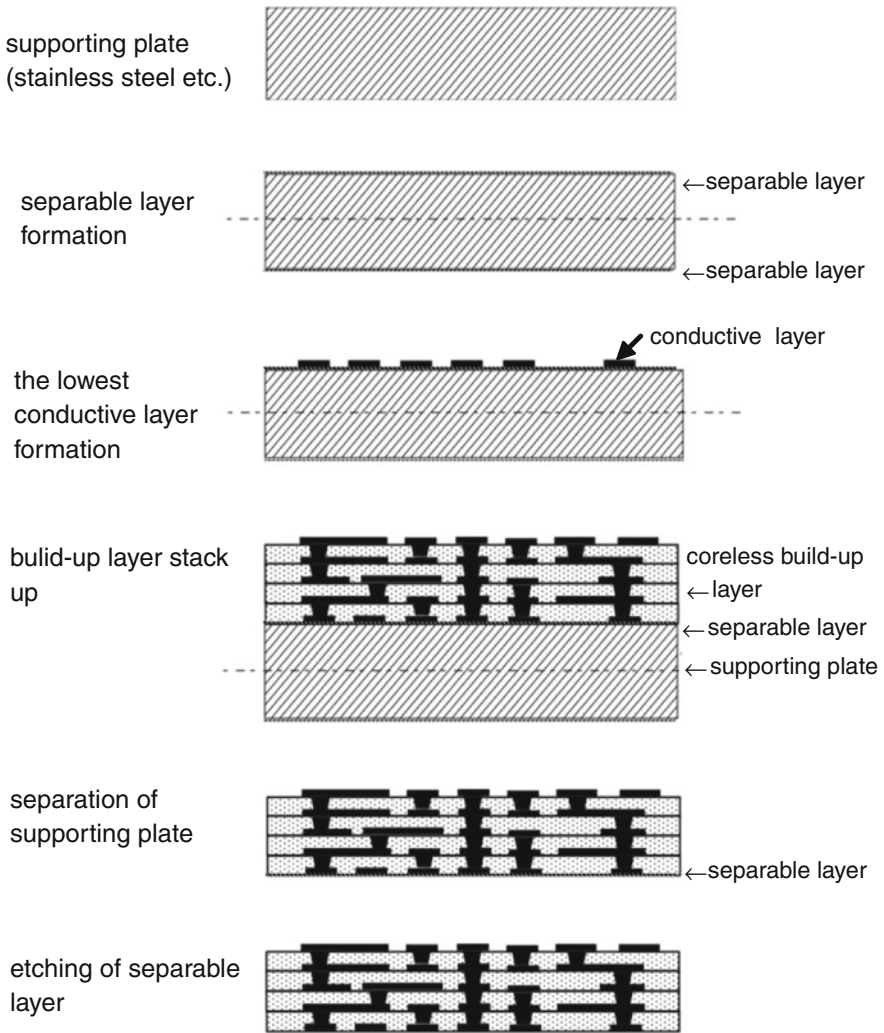 supporting plate
(stainless steel etc.)
separable layer
formation
←separable layer
←separable layer
the lowest
conductive layer
formation
conductive layer
bulid-up layer stack
up
coreless build-up
←layer
←separable layer
←supporting plate
separation of
supporting plate
←separable layer
etching of separable
layer